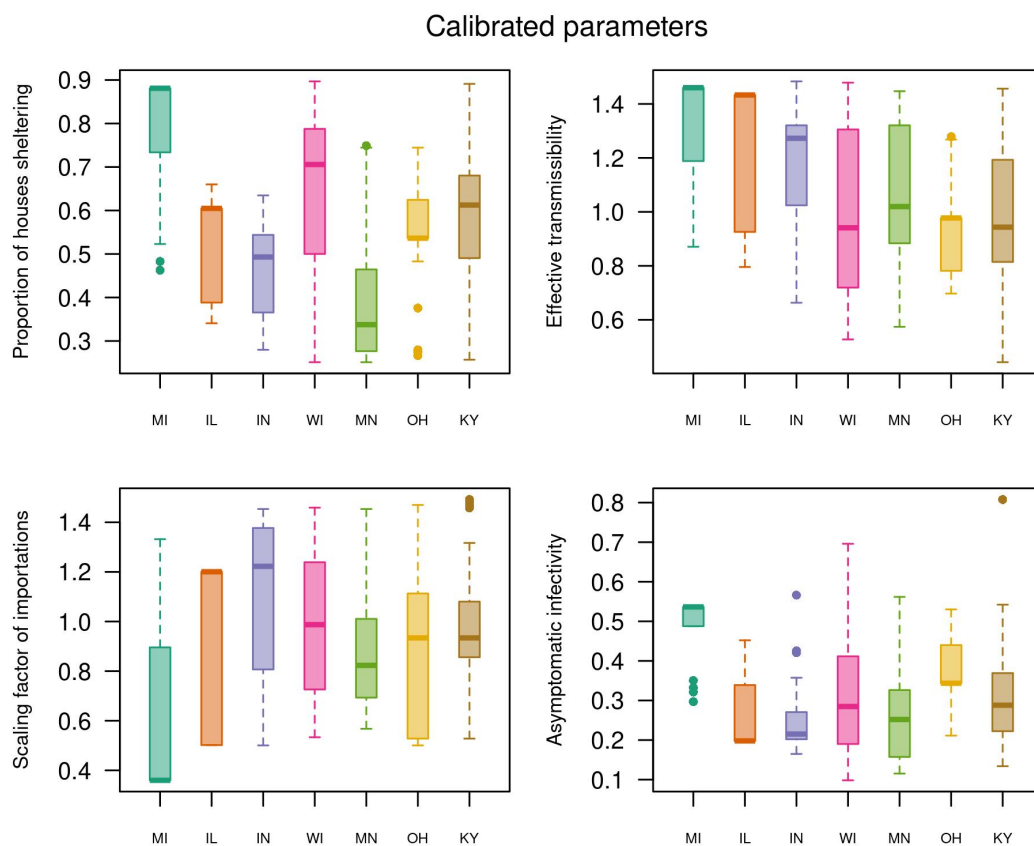 Calibrated parameters
Proportion of houses sheltering
0.9
0.8
0.7
0.6
0.5
0.4
0.3
MI IL IN WI MN OH KY
Effective transmissibility
1.4
1.2
1.0
0.8
0.6
MI IL IN WI MN OH KY
Scaling factor of importations
1.4
1.2
1.0
0.8
0.6
0.4
MI IL IN WI MN OH KY
Asymptomatic infectivity
0.8
0.7
0.6
0.5
0.4
0.3
0.2
0.1
MI IL IN WI MN OH KY